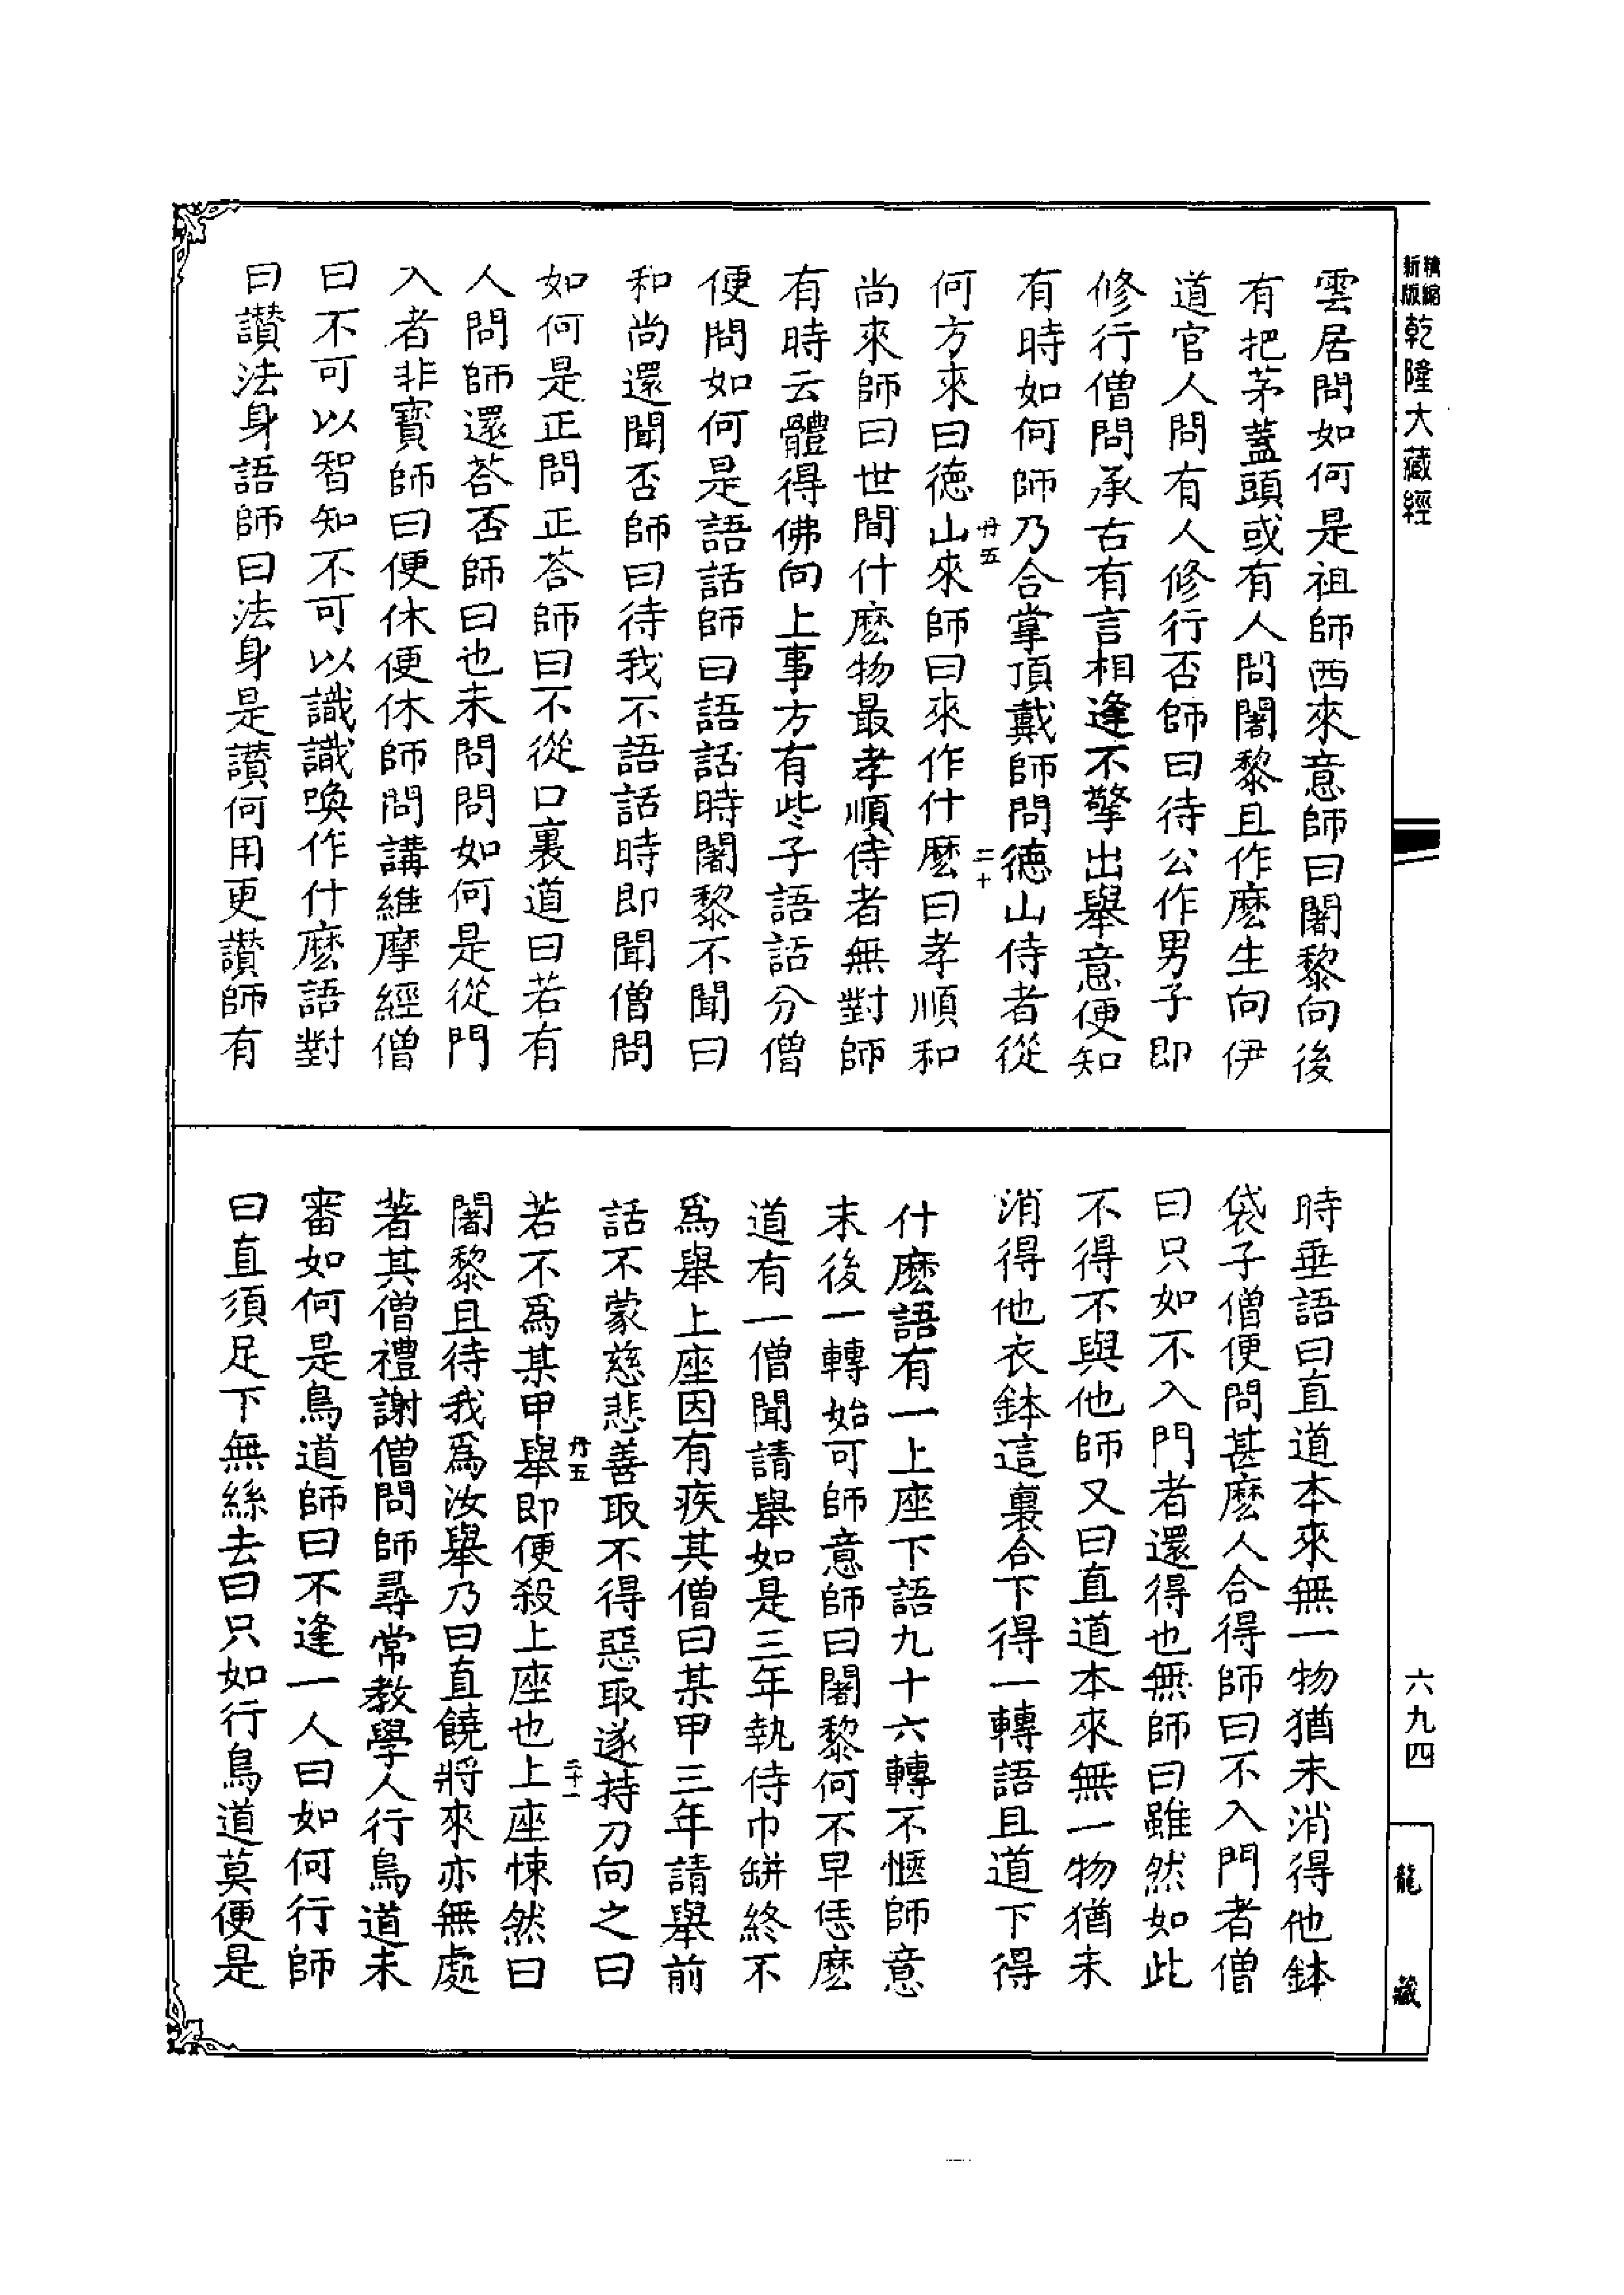 精縮新版乾隆大藏經
六九四
龍藏
雲居問如何是祖師西來意師曰闍黎向後
有把茅蓋頭或有人問闍黎且作麽生向伊
道官人問有人修行否師曰待公作男子即
修行僧問承古有言相逢不擎出舉意便知
有時如何師乃合掌頂戴師問德山侍者從
丹五
二十
何方來曰德山來師曰來作什麽曰孝順和
尚來師曰世間什麽物最孝順侍者無對師
有時云體得佛向上事方有些子語話分僧
便問如何是語話師曰語話時闍黎不聞曰
和尚還聞否師曰待我不語話時即聞僧問
如何是正問正荅師曰不從口裏道曰若有
人問師還荅否師曰也未問問如何是從門
入者非寶師曰便休便休師問講維摩經僧
曰不可以智知不可以識識喚作什麽語對
曰讚法身語師曰法身是讚何用更讚師有
時垂語曰直道本來無一物猶未消得他鉢
袋子僧便問甚麽人合得師曰不入門者僧
曰只如不入門者還得也無師曰雖然如此
不得不與他師又曰直道本來無一物猶未
消得他衣鉢這裏合下得一轉語且道下得
什麽語有一上座下語九十六轉不愜師意
末後一轉始可師意師曰闍黎何不早恁麽
道有一僧聞請舉如是三年執侍巾缾終不
爲舉上座因有疾其僧曰某甲三年請舉前
話不蒙慈悲善取不得惡取遂持刀向之曰
丹五
二十一
若不爲某甲舉即便殺上座也上座悚然曰
闍黎且待我爲汝舉乃曰直饒將來亦無處
著其僧禮謝僧問師尋常教學人行鳥道未
審如何是鳥道師曰不逢一人曰如何行師
曰直須足下無絲去曰只如行鳥道莫便是